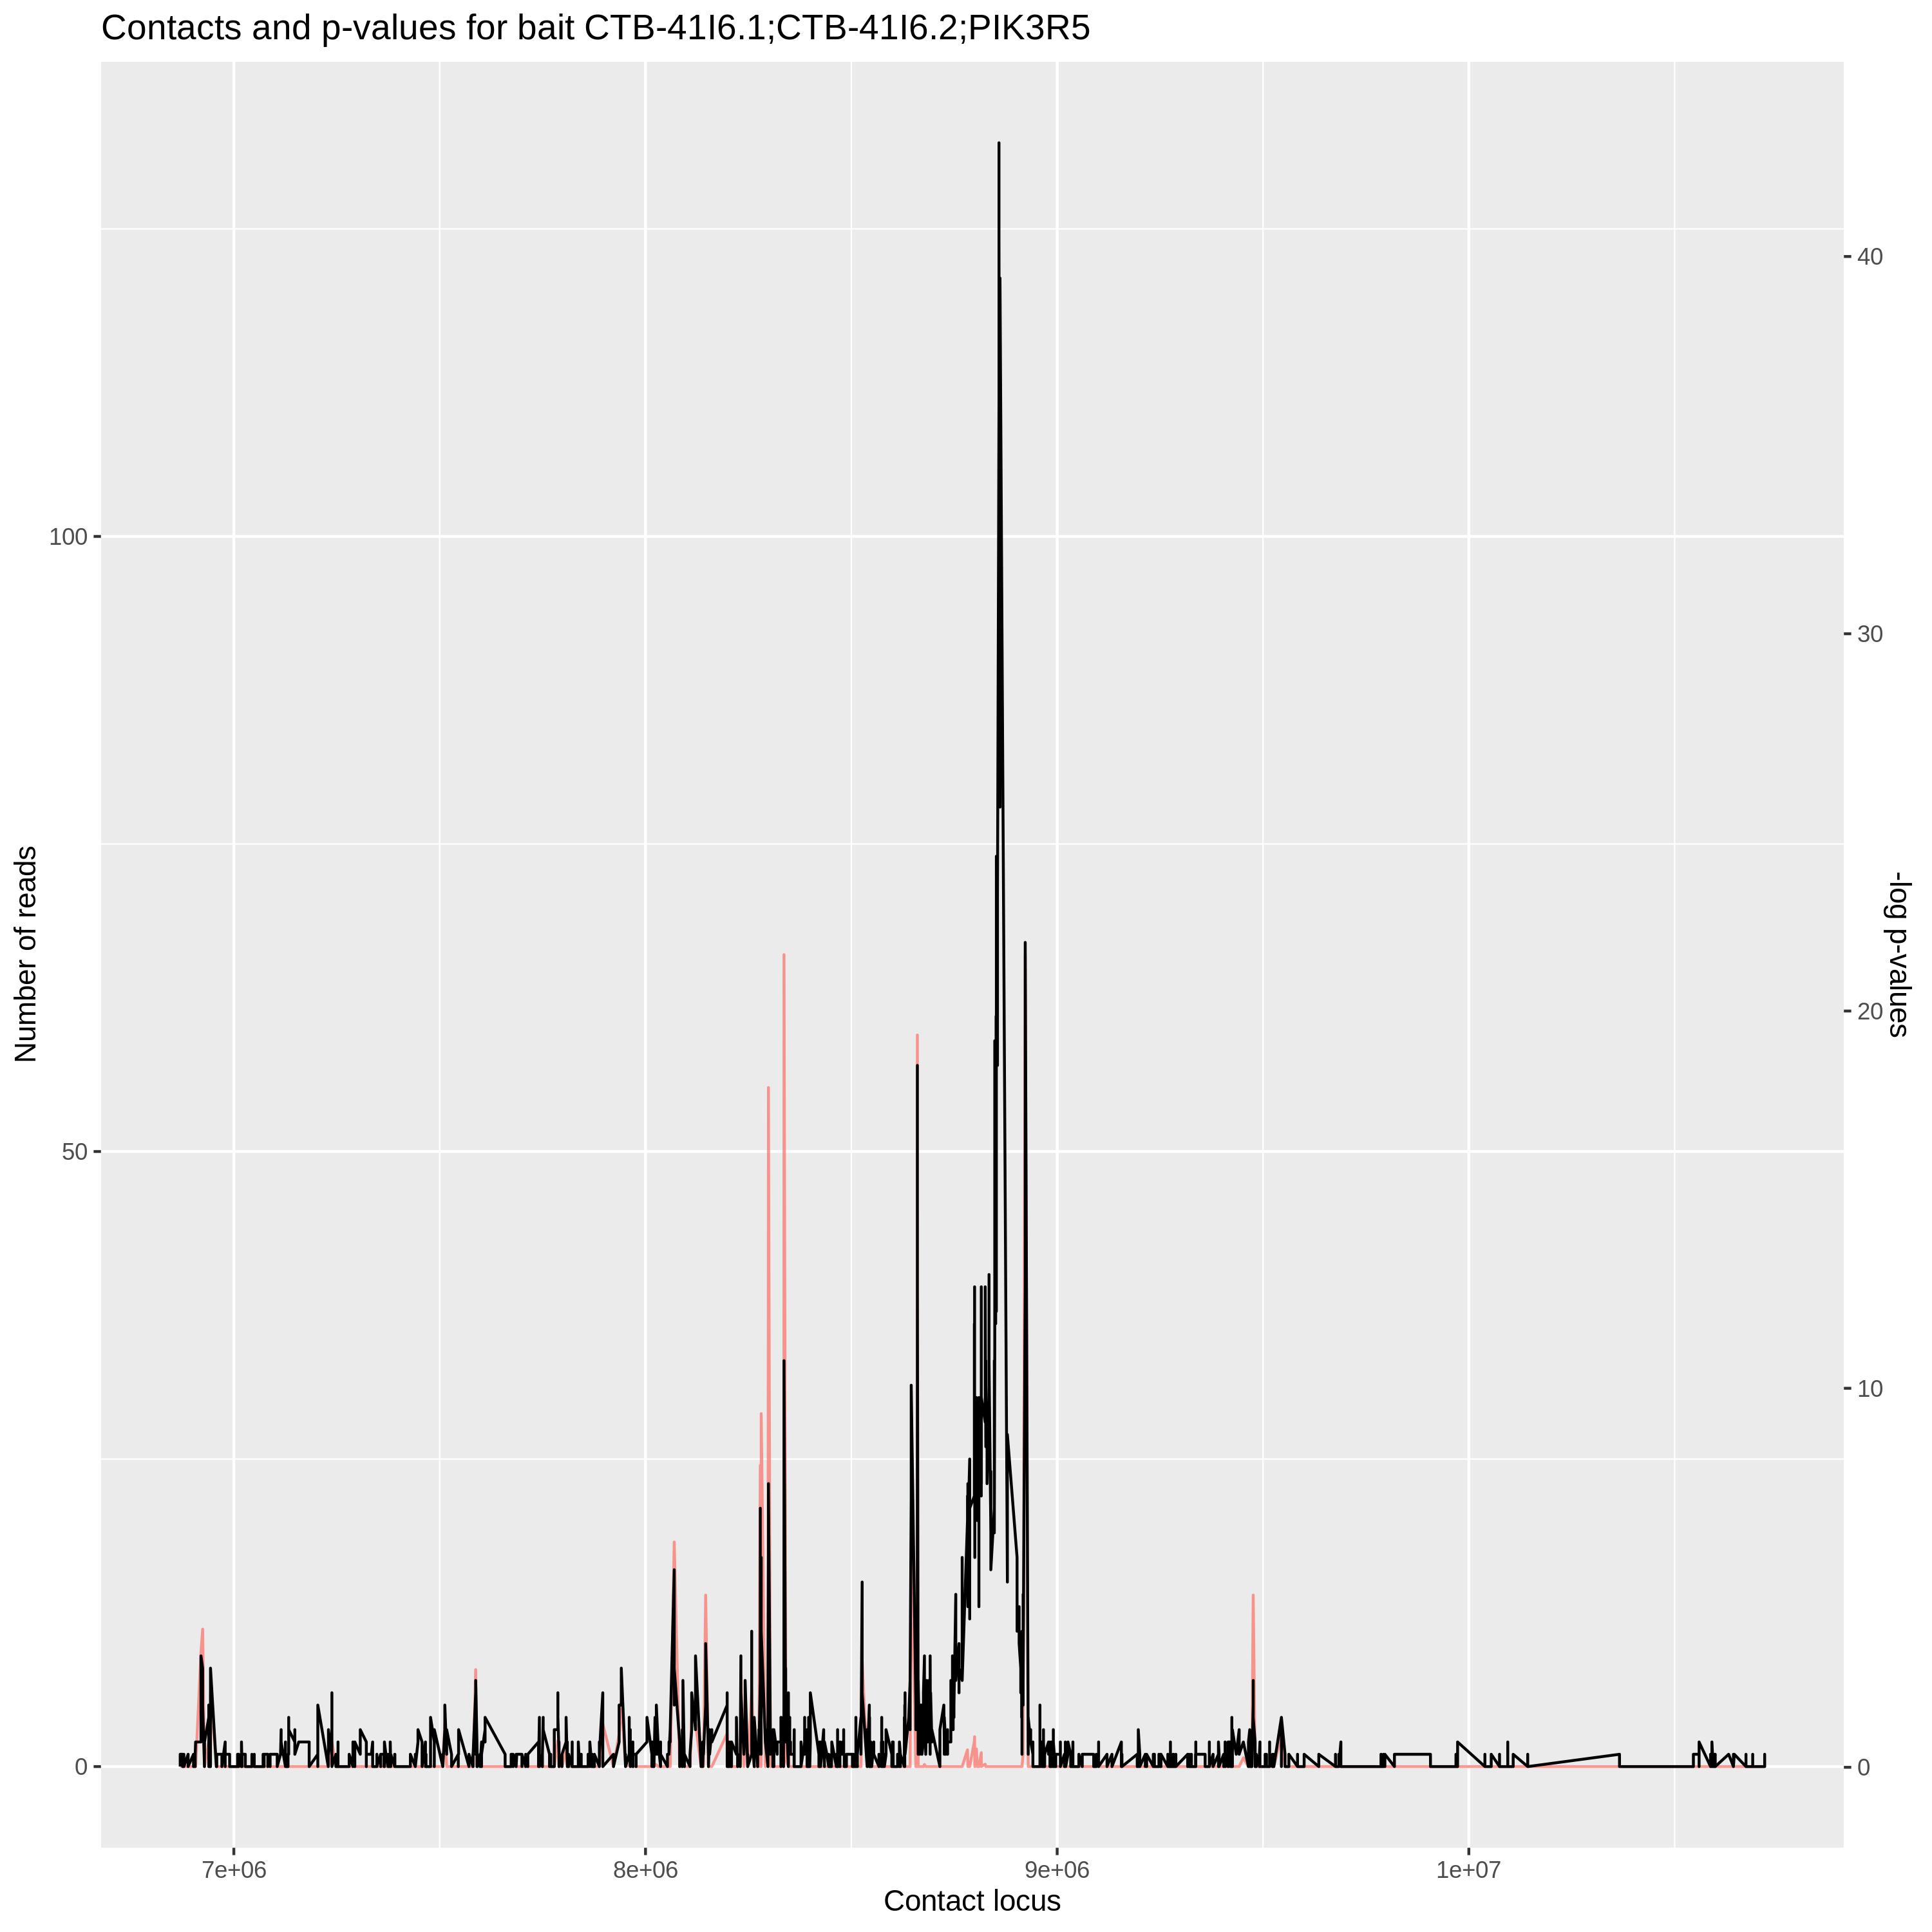 Contacts and p-values for bait CTB-41I6.1;CTB-41I6.2;PIK3R5
100
50
0
Number of reads
40
30
20
10
0
-log p-values
7e+06
8e+06
9e+06
1e+07
Contact locus